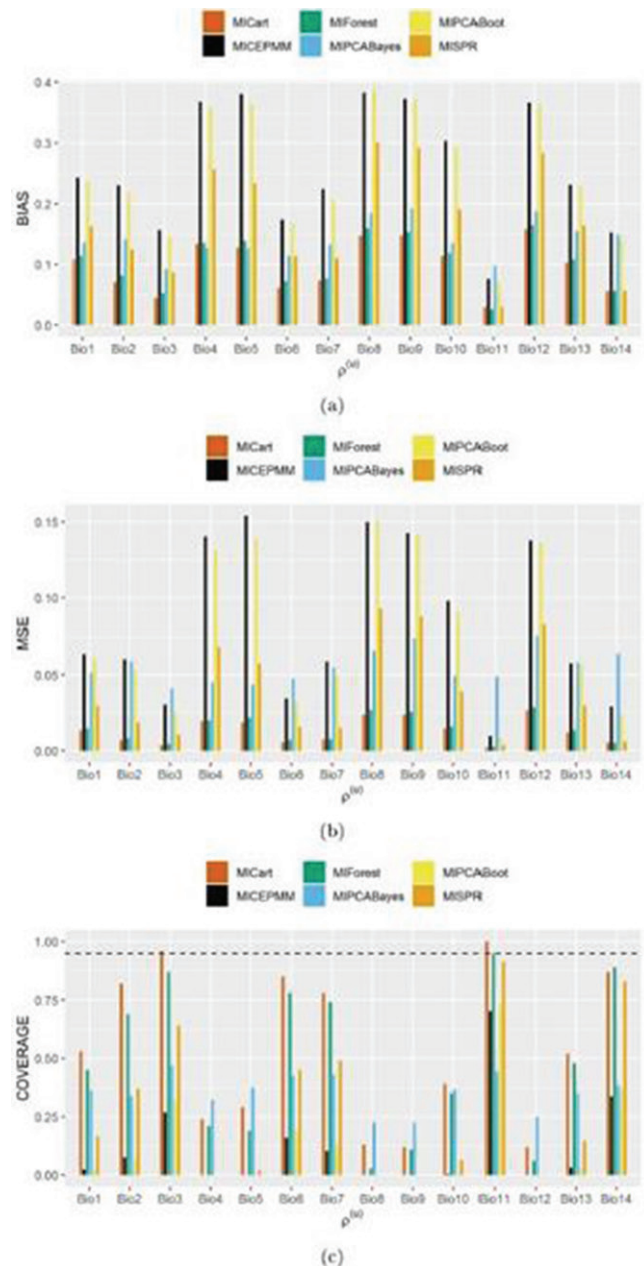 MICart MIForest MIPCABoot
MICEPMM MIPCABayes MISPR
0.4
0.3
0.2
0.1
0.0
BIAS
Bio1 Bio2 Bio3 Bio4 Bio5 Bio6 Bio7 Bio8 Bio9 Bio10 Bio11 Bio12 Bio13 Bio14
(a)
MICart MIForest MIPCABoot
MICEPMM MIPCABayes MISPR
0.15
0.10
0.05
0.00
MSE
Bio1 Bio2 Bio3 Bio4 Bio5 Bio6 Bio7 Bio8 Bio9 Bio10 Bio11 Bio12 Bio13 Bio14
(b)
MICart MIForest MIPCABoot
MICEPMM MIPCABayes MISPR
1.00
0.75
0.50
0.25
0.00
COVERAGE
Bio1 Bio2 Bio3 Bio4 Bio5 Bio6 Bio7 Bio8 Bio9 Bio10 Bio11 Bio12 Bio13 Bio14
(c)